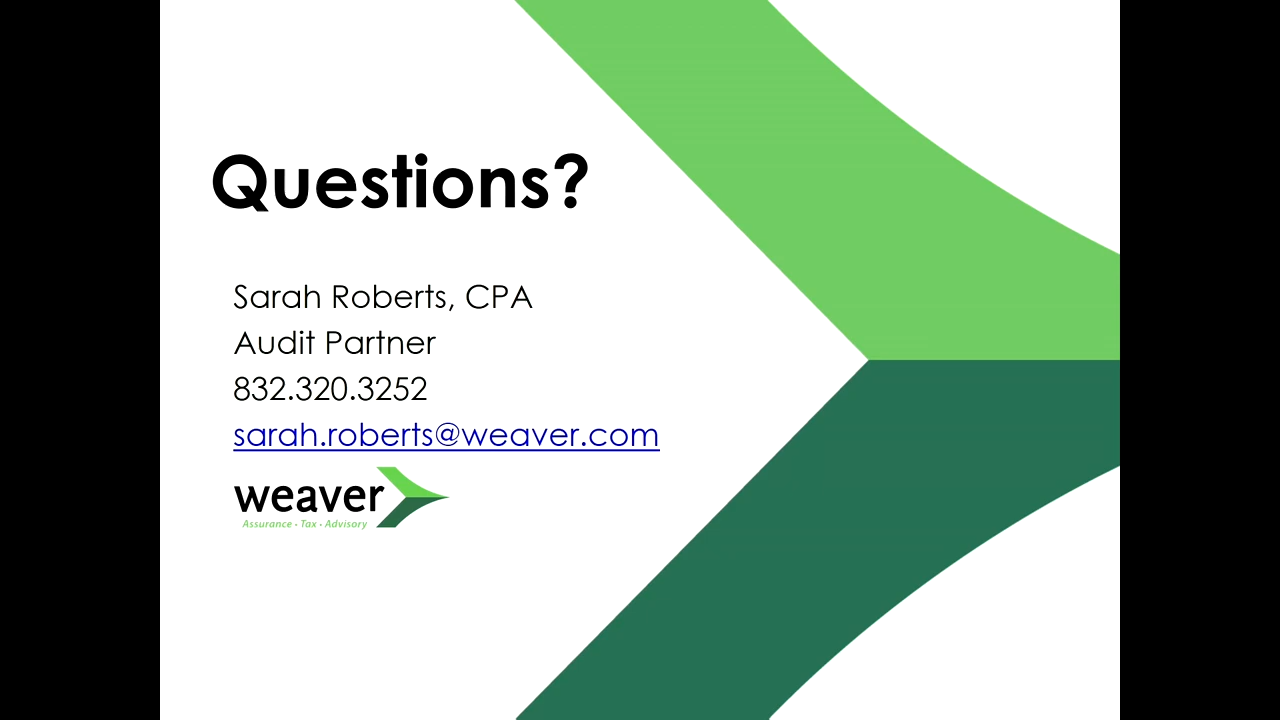 Questions?
Sarah Roberts, CPA
Audit Partner
832.320.3252
sarah.roberts@weaver.com
weaver
Assurance · Tax · Advisory